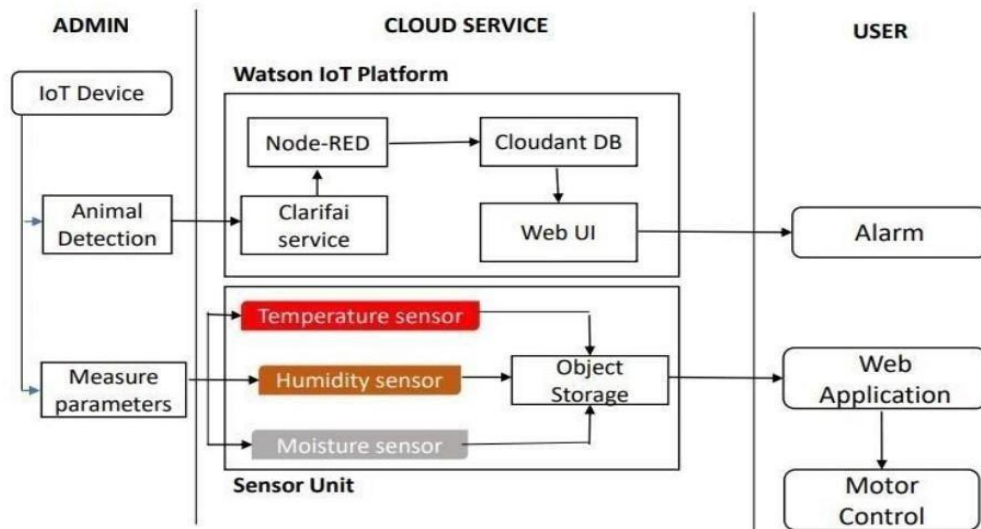 ADMIN
CLOUD SERVICE
USER
Watson IoT Platform
IoT Device
Node-RED
Cloudant DB
Animal
Detection
Clarifai
service
Web UI
Alarm
Temperature sensor
Measure
parameters
Humidity sensor
Object
Storage
Web
Application
Moisture sensor
Sensor Unit
Motor
Control